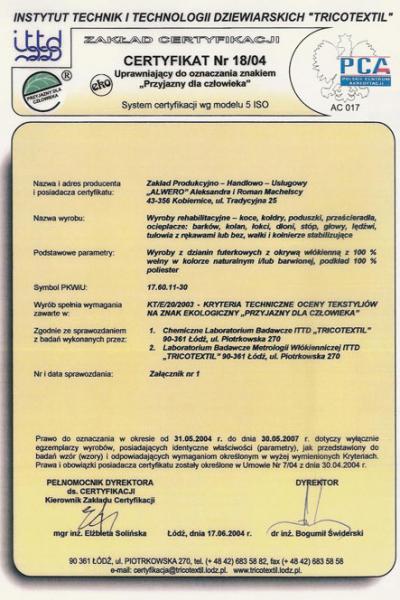 INSTYTUT TECHNIK I TECHNOLOGII DZIEWIARSKICH "TRICOTEXTIL"
ittd
ZAKŁAD CERTYFIKACJI
CERTYFIKAT Nr 18/04
Uprawniający do oznaczania znakiem
„Przyjazny dla człowieka”
System certyfikacji wg modelu 5 ISO
PRZYJAZNY DLA
CZŁOWIEKA
®
eko
PCA
POLSKIE CENTRUM
AKREDYTACJI
AC 017
Nazwa i adres producenta
i posiadacza certyfikatu:
Zakład Produkcyjno – Handlowo – Usługowy
„ALWERO” Aleksandra i Roman Machelscy
43-356 Kobiernice, ul. Tradycyjna 25
Nazwa wyrobu:
Wyroby rehabilitacyjne – koce, kołdry, poduszki, prześcieradła,
ocieplacze: barków, kolan, łokci, dłoni, stóp, głowy, lędźwi,
tułowia z rękawami lub bez, wałki i kołnierze stabilizujące
Podstawowe parametry:
Wyroby z dzianin futerkowych z okrywą włókienną z 100 %
wełny w kolorze naturalnym i/lub barwionej, podkład 100 %
poliester
Symbol PKWiU:
17.60.11-30
Wyrób spełnia wymagania
zawarte w:
KT/E/20/2003 - KRYTERIA TECHNICZNE OCENY TEKSTYLIÓW
NA ZNAK EKOLOGICZNY „PRZYJAZNY DLA CZŁOWIEKA”
Zgodnie ze sprawozdaniem
z badań wykonanych przez:
1. Chemiczne Laboratorium Badawcze ITTD „TRICOTEXTIL”
90-361 Łódź, ul. Piotrkowska 270
2. Laboratorium Badawcze Metrologii Włókienniczej ITTD
„TRICOTEXTIL” 90-361 Łódź, ul. Piotrkowska 270
Nr i data sprawozdania:
Załącznik nr 1
Prawo do oznaczania w okresie od 31.05.2004 r. do dnia 30.05.2007 r. dotyczy wyłącznie
egzemplarzy wyrobów, posiadających identyczne właściwości (parametry), jak przedstawiony do
badań wzór (wzory) i odpowiadającym wymaganiom określonym w wyżej wymienionych Kryteriach.
Prawa i obowiązki posiadacza certyfikatu zostały określone w Umowie Nr 7/04 z dnia 30.04.2004 r.
PEŁNOMOCNIK DYREKTORA
ds. CERTYFIKACJI
Kierownik Zakładu Certyfikacji
DYREKTOR
mgr inż. Elżbieta Solińska
Łódź, dnia 17.06.2004 r.
dr inż. Bogumił Świderski
90 361 ŁÓDŹ, ul. PIOTRKOWSKA 270, tel. (+ 48 42) 683 58 82, fax (+ 48 42) 683 58 58
e-mail: certyfikacja@tricotextil.lodz.pl, tricotextil.lodz.pl